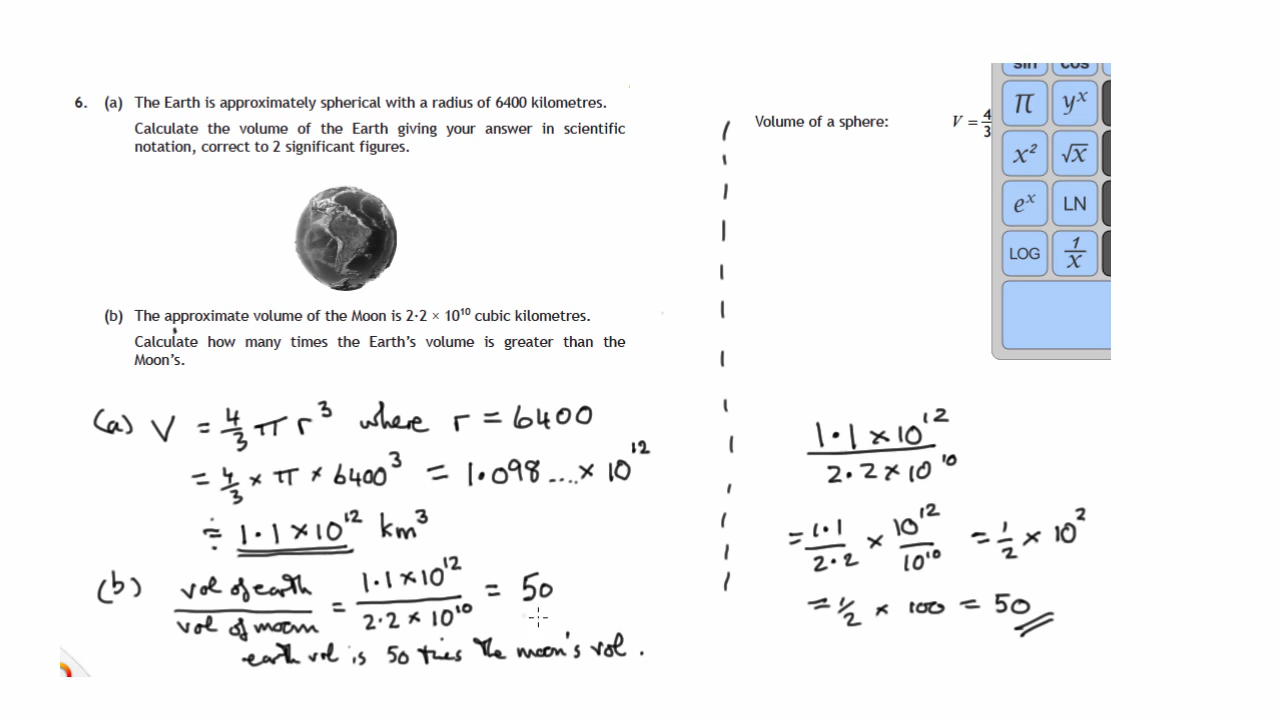 6. (a) The Earth is approximately spherical with a radius of 6400 kilometres.
Calculate the volume of the Earth giving your answer in scientific
notation, correct to 2 significant figures.
(b) The approximate volume of the Moon is 2·2 × 10¹⁰ cubic kilometres.
Calculate how many times the Earth's volume is greater than the
Moon's.
(a) V = 4/3 π r³ where r = 6400
= 4/3 × π × 6400³ = 1·098.... × 10¹²
≑ 1·1 × 10¹² km³
(b) vol of earth / vol of moon = 1·1 × 10¹² / 2·2 × 10¹⁰ = 50
earth vol is 50 ties the moon's vol.
Volume of a sphere: V = 4/3
sin cos
π yˣ
x² √x
eˣ LN
LOG 1/x
1·1 × 10¹² / 2·2 × 10¹⁰
= 1·1 / 2·2 × 10¹² / 10¹⁰ = 1/2 × 10²
= 1/2 × 100 = 50